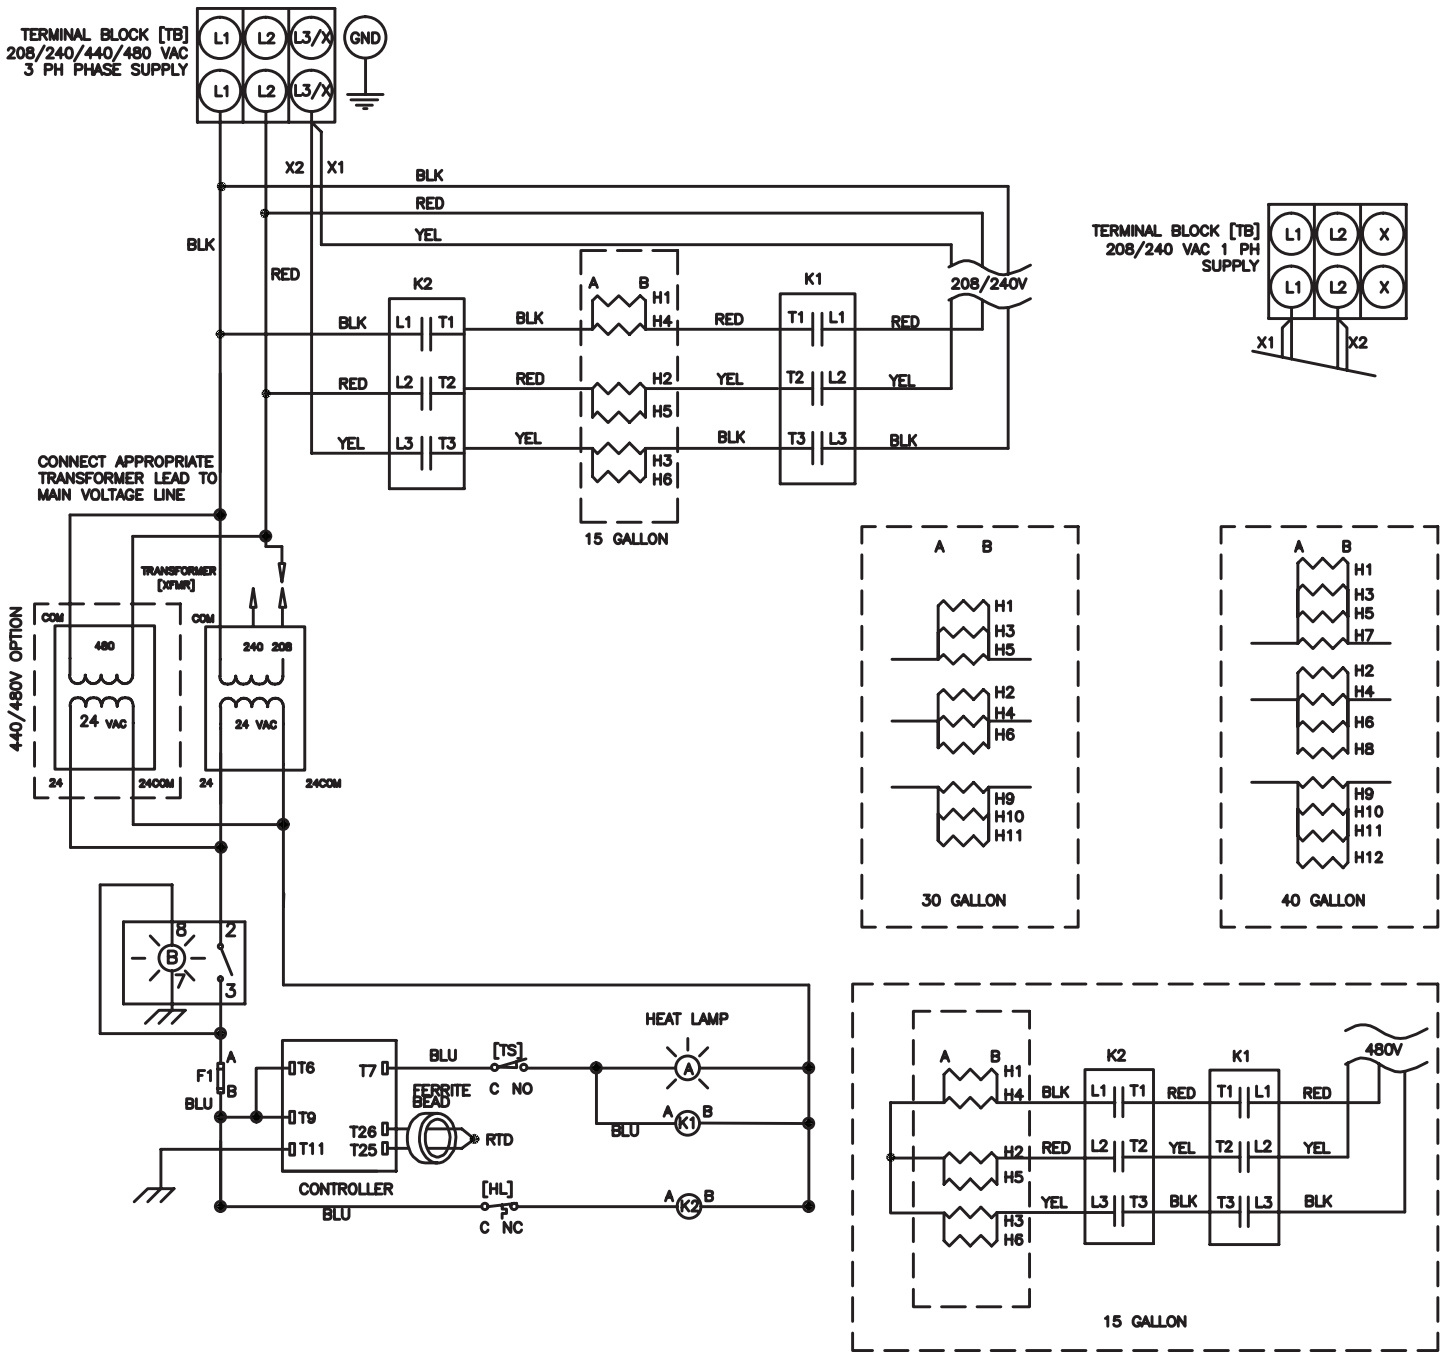 TERMINAL BLOCK [TB]
208/240/440/480 VAC
3 PH PHASE SUPPLY
L1 L2 L3/X GND
L1 L2 L3/X
X2 X1
BLK
RED
YEL
BLK
RED
TERMINAL BLOCK [TB]
208/240 VAC 1 PH
SUPPLY
L1 L2 X
L1 L2 X
X1 X2
208/240V
K2
A B
K1
H1
BLK L1 T1 BLK H4 RED T1 L1 RED
RED L2 T2 RED H2 YEL T2 L2 YEL
H5
YEL L3 T3 YEL BLK T3 L3 BLK
H3
H6
15 GALLON
CONNECT APPROPRIATE
TRANSFORMER LEAD TO
MAIN VOLTAGE LINE
TRANSFORMER
[XFMR]
440/480V OPTION
COM
480
24 VAC
24 24COM
COM
240 208
24 VAC
24 24COM
A B
H1
H3
H5
H2
H4
H6
H9
H10
H11
30 GALLON
A B
H1
H3
H5
H7
H2
H4
H6
H8
H9
H10
H11
H12
40 GALLON
8 2
B
7 3
A
F1
B
BLU
T6 T7
T9
T26
T11 T25
CONTROLLER
BLU
[TS]
C NO
FERRITE
BEAD
RTD
HEAT LAMP
A
A K1 B
BLU
[HL]
C NC
BLU
A K2 B
480V
A B K2 K1
H1
H4 BLK L1 T1 RED T1 L1 RED
H2 RED L2 T2 YEL T2 L2 YEL
H5
YEL L3 T3 BLK T3 L3 BLK
H3
H6
15 GALLON